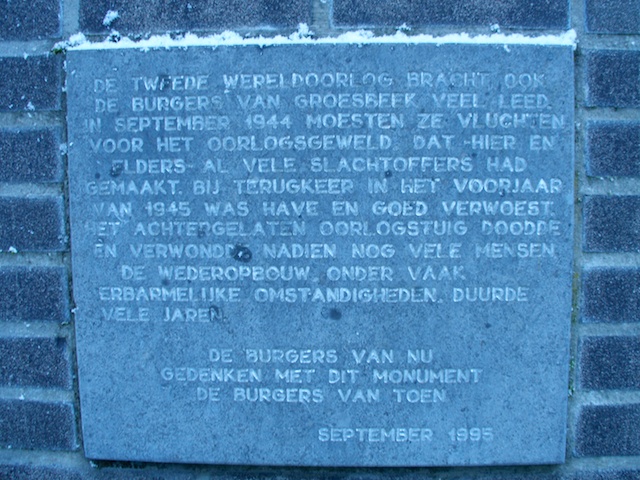 DE TWEEDE WERELDOORLOG BRACHT OOK
DE BURGERS VAN GROESBEEK VEEL LEED.
IN SEPTEMBER 1944 MOESTEN ZE VLUCHTEN
VOOR HET OORLOGSGEWELD, DAT -HIER EN
ELDERS- AL VELE SLACHTOFFERS HAD
GEMAAKT. BIJ TERUGKEER IN HET VOORJAAR
VAN 1945 WAS HAVE EN GOED VERWOEST.
HET ACHTERGELATEN OORLOGSTUIG DOODDE
EN VERWONDDE NADIEN NOG VELE MENSEN.
DE WEDEROPBOUW, ONDER VAAK
ERBARMELIJKE OMSTANDIGHEDEN, DUURDE
VELE JAREN.
DE BURGERS VAN NU
GEDENKEN MET DIT MONUMENT
DE BURGERS VAN TOEN
SEPTEMBER 1995